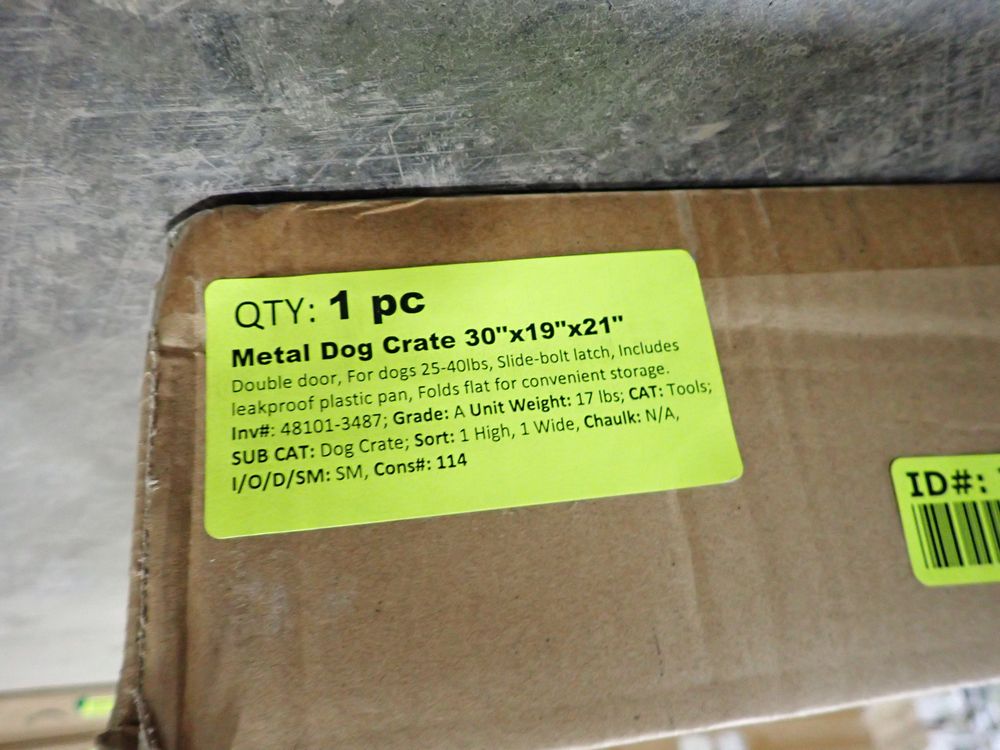 QTY: 1 pc
Metal Dog Crate 30"x19"x21"
Double door, For dogs 25-40lbs, Slide-bolt latch, Includes
leakproof plastic pan, Folds flat for convenient storage.
Inv#: 48101-3487; Grade: A Unit Weight: 17 lbs; CAT: Tools;
SUB CAT: Dog Crate; Sort: 1 High, 1 Wide, Chaulk: N/A,
I/O/D/SM: SM, Cons#: 114
ID#: